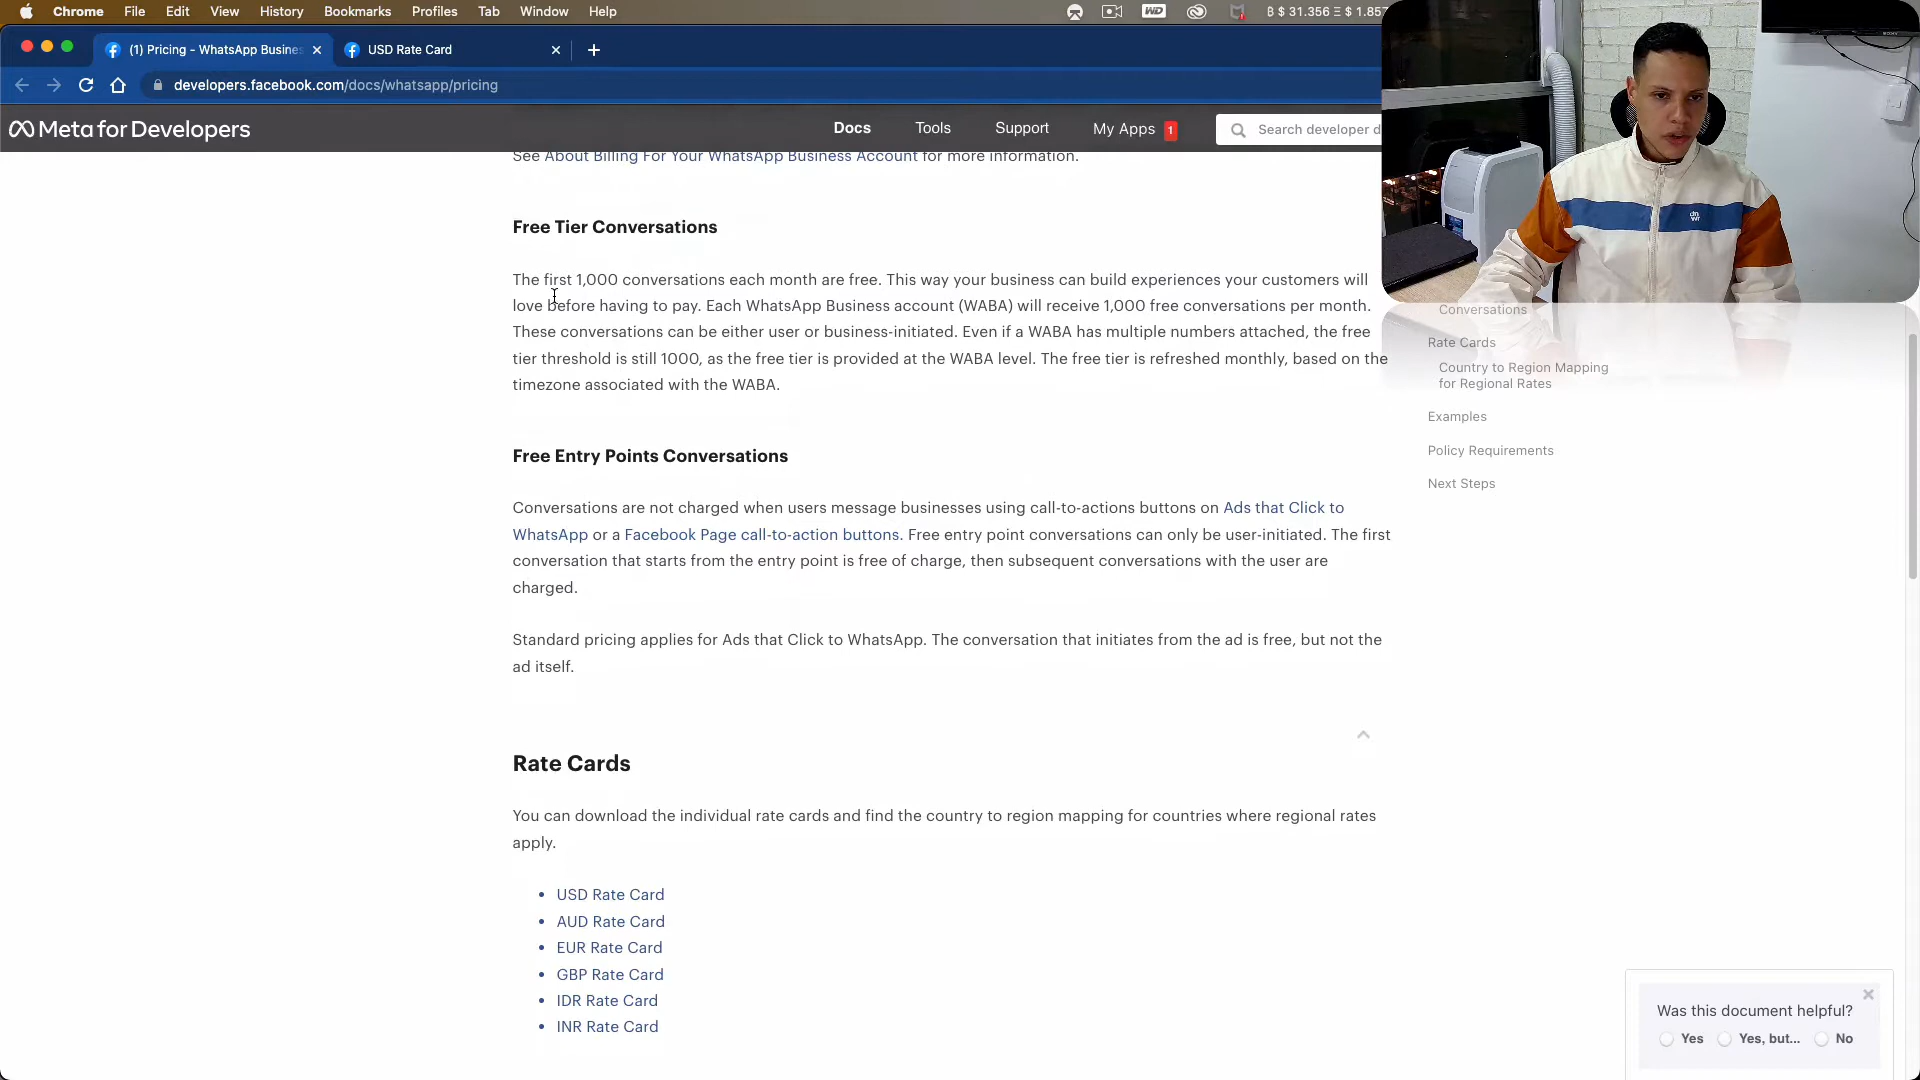 Chrome File Edit View History Bookmarks Profiles Tab Window Help WD ₿ $ 31.356 Ξ $ 1.857
(1) Pricing - WhatsApp Busines × USD Rate Card × +
developers.facebook.com/docs/whatsapp/pricing
Meta for Developers Docs Tools Support My Apps 1 Search developer d
See About Billing For Your WhatsApp Business Account for more information.
Free Tier Conversations
The first 1,000 conversations each month are free. This way your business can build experiences your customers will
love before having to pay. Each WhatsApp Business account (WABA) will receive 1,000 free conversations per month.
These conversations can be either user or business-initiated. Even if a WABA has multiple numbers attached, the free
tier threshold is still 1000, as the free tier is provided at the WABA level. The free tier is refreshed monthly, based on the
timezone associated with the WABA.
Free Entry Points Conversations
Conversations are not charged when users message businesses using call-to-actions buttons on Ads that Click to
WhatsApp or a Facebook Page call-to-action buttons. Free entry point conversations can only be user-initiated. The first
conversation that starts from the entry point is free of charge, then subsequent conversations with the user are
charged.
Standard pricing applies for Ads that Click to WhatsApp. The conversation that initiates from the ad is free, but not the
ad itself.
Rate Cards
You can download the individual rate cards and find the country to region mapping for countries where regional rates
apply.
• USD Rate Card
• AUD Rate Card
• EUR Rate Card
• GBP Rate Card
• IDR Rate Card
• INR Rate Card
Conversations
Rate Cards
Country to Region Mapping
for Regional Rates
Examples
Policy Requirements
Next Steps
Was this document helpful?
Yes Yes, but... No